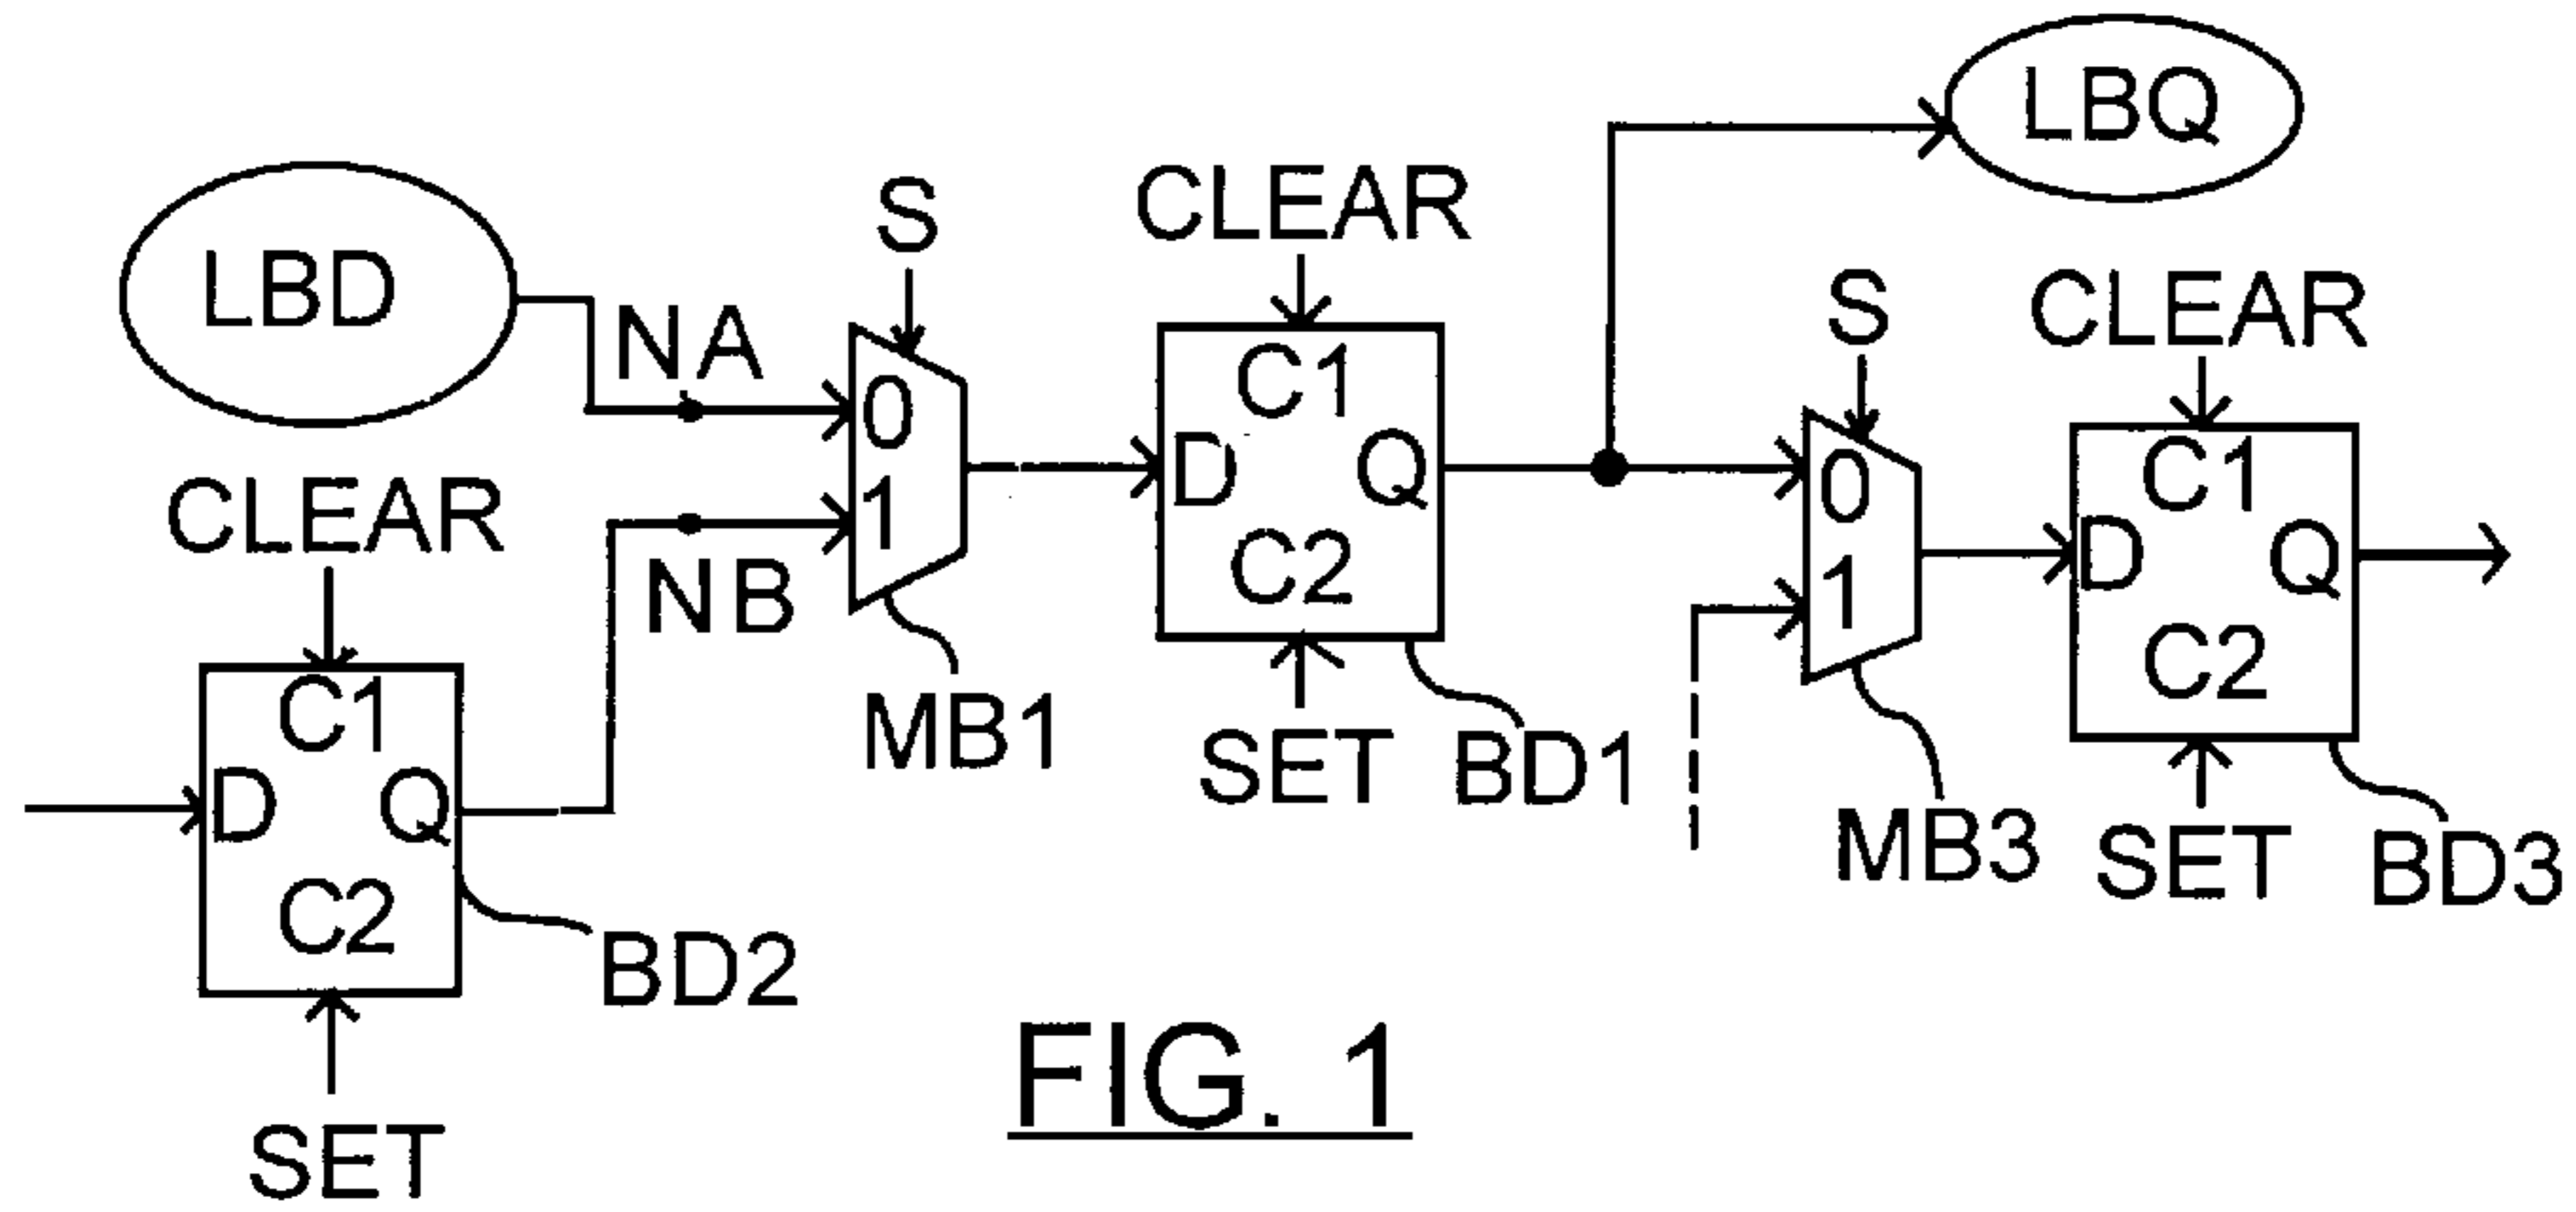 LBQ
LBD
S
CLEAR
NA
S
CLEAR
0
1
C1
D
Q
C2
CLEAR
NB
0
1
C1
D
Q
C2
MB1
SET
BD1
C1
D
Q
C2
BD2
MB3
SET
BD3
SET
FIG. 1